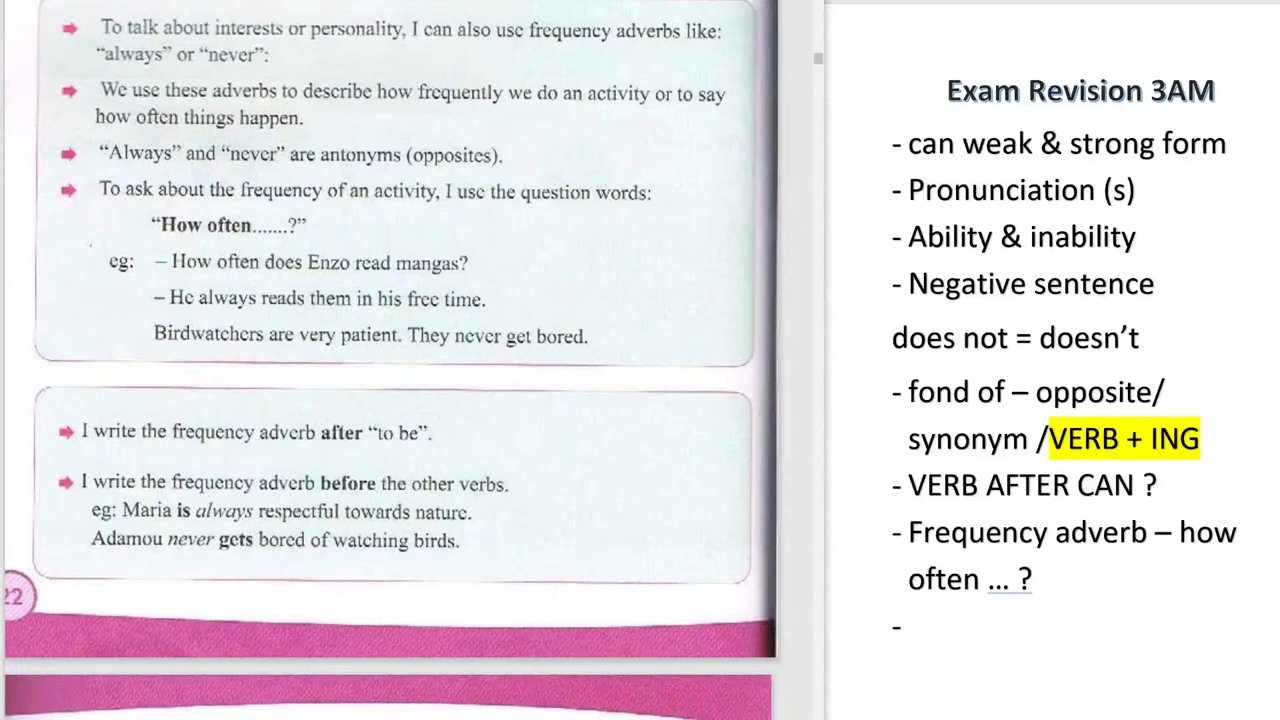 To talk about interests or personality, I can also use frequency adverbs like:
"always" or "never":
We use these adverbs to describe how frequently we do an activity or to say
how often things happen.
"Always" and "never" are antonyms (opposites).
To ask about the frequency of an activity, I use the question words:
"How often.......?"
eg: – How often does Enzo read mangas?
– He always reads them in his free time.
Birdwatchers are very patient. They never get bored.
I write the frequency adverb after "to be".
I write the frequency adverb before the other verbs.
eg: Maria is always respectful towards nature.
Adamou never gets bored of watching birds.
22
Exam Revision 3AM
- can weak & strong form
- Pronunciation (s)
- Ability & inability
- Negative sentence
does not = doesn't
- fond of – opposite/
synonym /VERB + ING
- VERB AFTER CAN ?
- Frequency adverb – how
often ... ?
-